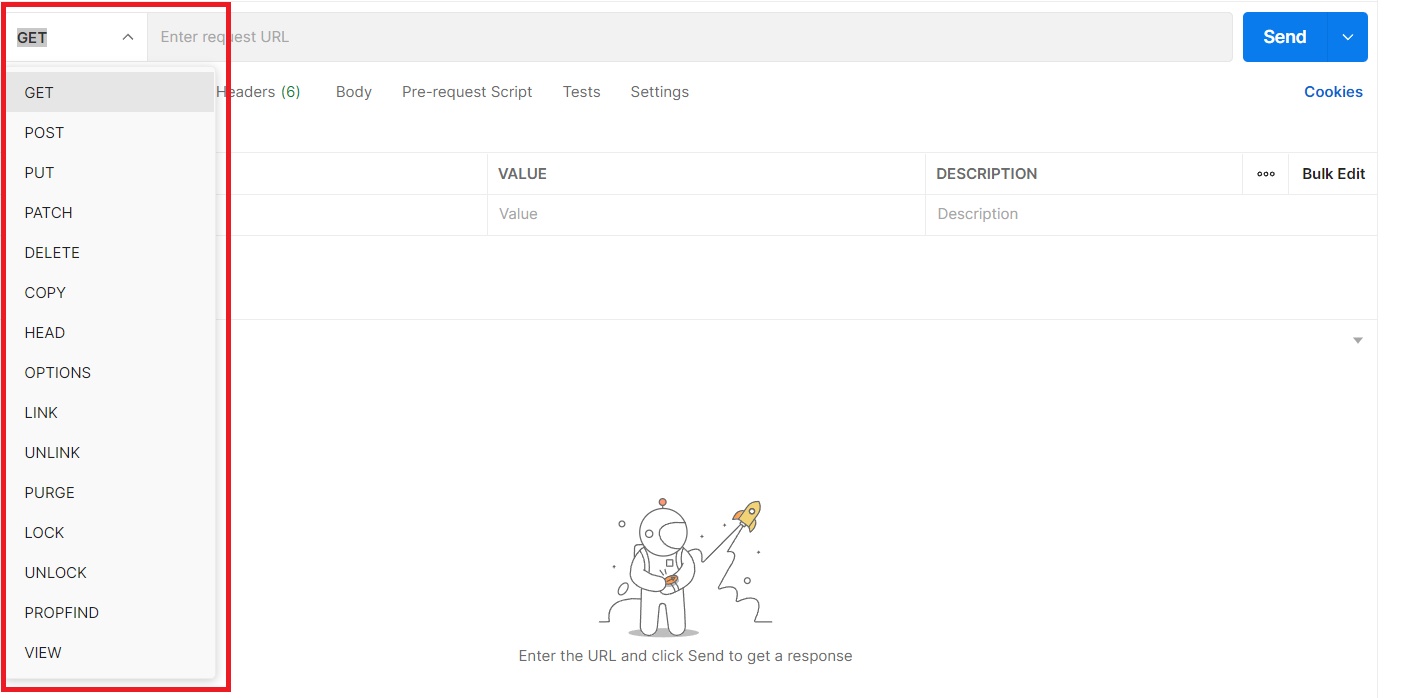 GET
Enter request URL
Send
Headers (6)
Body
Pre-request Script
Tests
Settings
Cookies
GET
POST
PUT
PATCH
DELETE
COPY
HEAD
OPTIONS
LINK
UNLINK
PURGE
LOCK
UNLOCK
PROPFIND
VIEW
VALUE
DESCRIPTION
Bulk Edit
Value
Description
Enter the URL and click Send to get a response